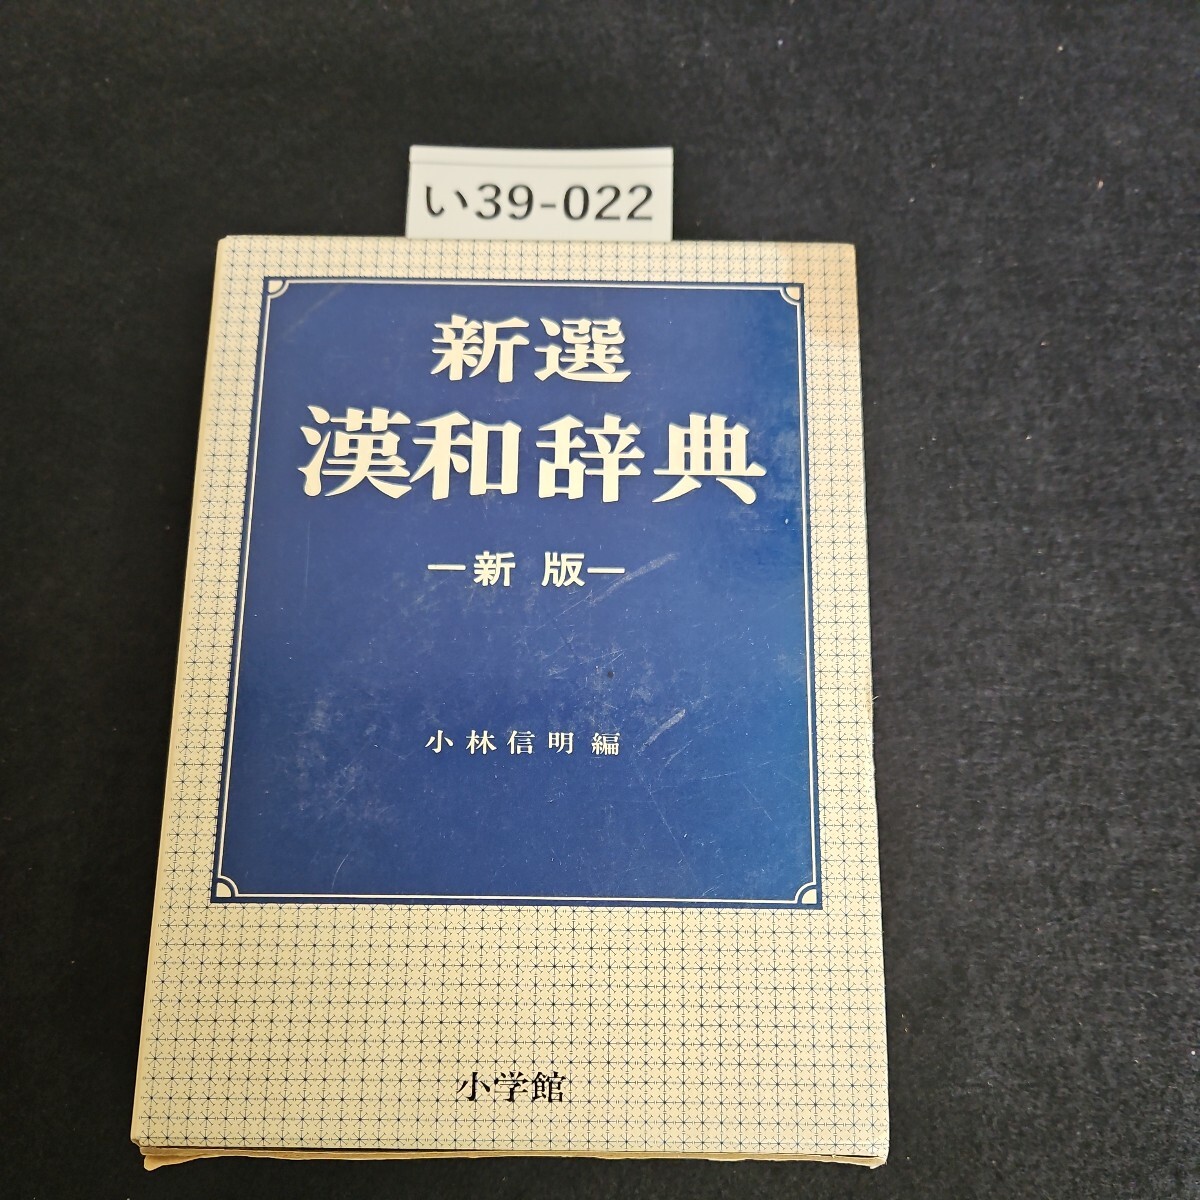 い39-022
新選
漢和辞典
―新 版―
小林信明編
小学館